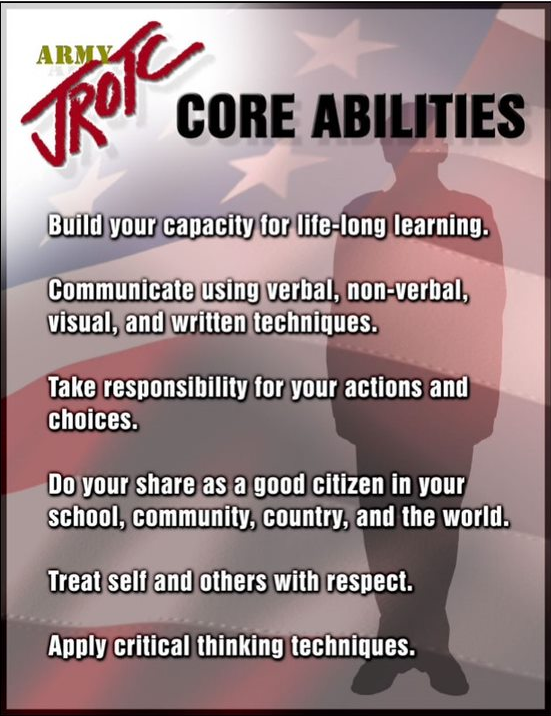 ARMY
JROTC
CORE ABILITIES
Build your capacity for life-long learning.
Communicate using verbal, non-verbal,
visual, and written techniques.
Take responsibility for your actions and
choices.
Do your share as a good citizen in your
school, community, country, and the world.
Treat self and others with respect.
Apply critical thinking techniques.